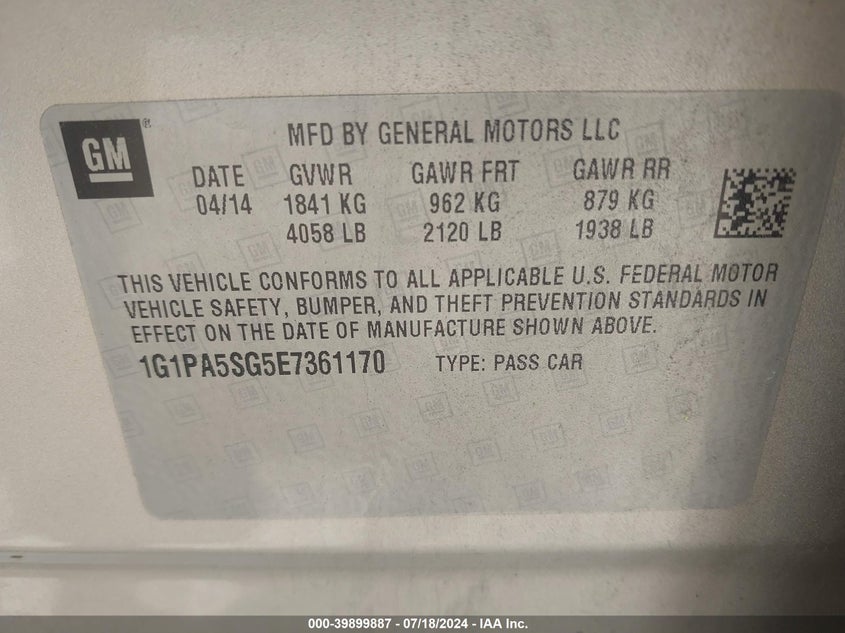 GM ®
MFD BY GENERAL MOTORS LLC
DATE GVWR GAWR FRT GAWR RR
04/14 1841 KG 962 KG 879 KG
4058 LB 2120 LB 1938 LB
THIS VEHICLE CONFORMS TO ALL APPLICABLE U.S. FEDERAL MOTOR
VEHICLE SAFETY, BUMPER, AND THEFT PREVENTION STANDARDS IN
EFFECT ON THE DATE OF MANUFACTURE SHOWN ABOVE.
1G1PA5SG5E7361170 TYPE: PASS CAR
000-39899887 - 07/18/2024 - IAA Inc.